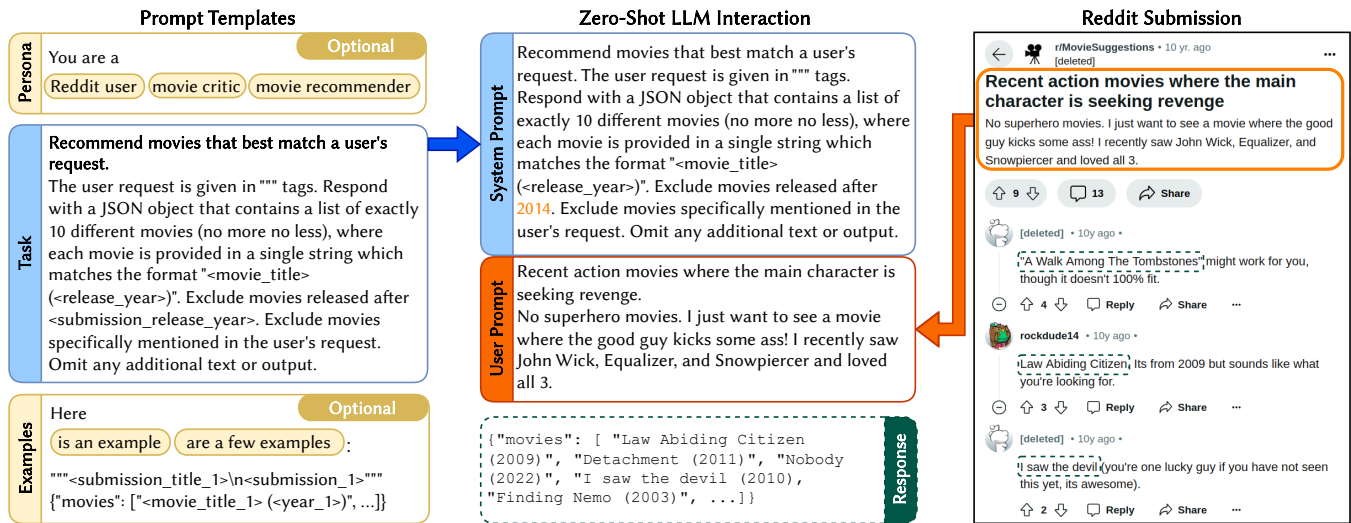 Prompt Templates
Persona
Optional
You are a
Reddit user movie critic movie recommender
Task
Recommend movies that best match a user's
request.
The user request is given in """ tags. Respond
with a JSON object that contains a list of exactly
10 different movies (no more no less), where
each movie is provided in a single string which
matches the format "<movie_title>
(<release_year>)". Exclude movies released after
<submission_release_year>. Exclude movies
specifically mentioned in the user's request.
Omit any additional text or output.
Examples
Optional
Here
is an example are a few examples :
"""<submission_title_1>\n<submission_1>"""
{"movies": ["<movie_title_1> (<year_1>)", ...]}
Zero-Shot LLM Interaction
System Prompt
Recommend movies that best match a user's
request. The user request is given in """ tags.
Respond with a JSON object that contains a list of
exactly 10 different movies (no more no less), where
each movie is provided in a single string which
matches the format "<movie_title>
(<release_year>)". Exclude movies released after
2014. Exclude movies specifically mentioned in the
user's request. Omit any additional text or output.
User Prompt
Recent action movies where the main character is
seeking revenge.
No superhero movies. I just want to see a movie
where the good guy kicks some ass! I recently saw
John Wick, Equalizer, and Snowpiercer and loved
all 3.
Response
{"movies": [ "Law Abiding Citizen
(2009)", "Detachment (2011)", "Nobody
(2022)", "I saw the devil (2010),
"Finding Nemo (2003)", ...]}
Reddit Submission
r/MovieSuggestions • 10 yr. ago
[deleted]
Recent action movies where the main
character is seeking revenge
No superhero movies. I just want to see a movie where the good
guy kicks some ass! I recently saw John Wick, Equalizer, and
Snowpiercer and loved all 3.
9 13 Share
[deleted] • 10y ago •
"A Walk Among The Tombstones" might work for you,
though it doesn't 100% fit.
4 Reply Share
rockdude14 • 10y ago •
Law Abiding Citizen. Its from 2009 but sounds like what
you're looking for.
3 Reply Share
[deleted] • 10y ago •
I saw the devil (you're one lucky guy if you have not seen
this yet, its awesome).
2 Reply Share